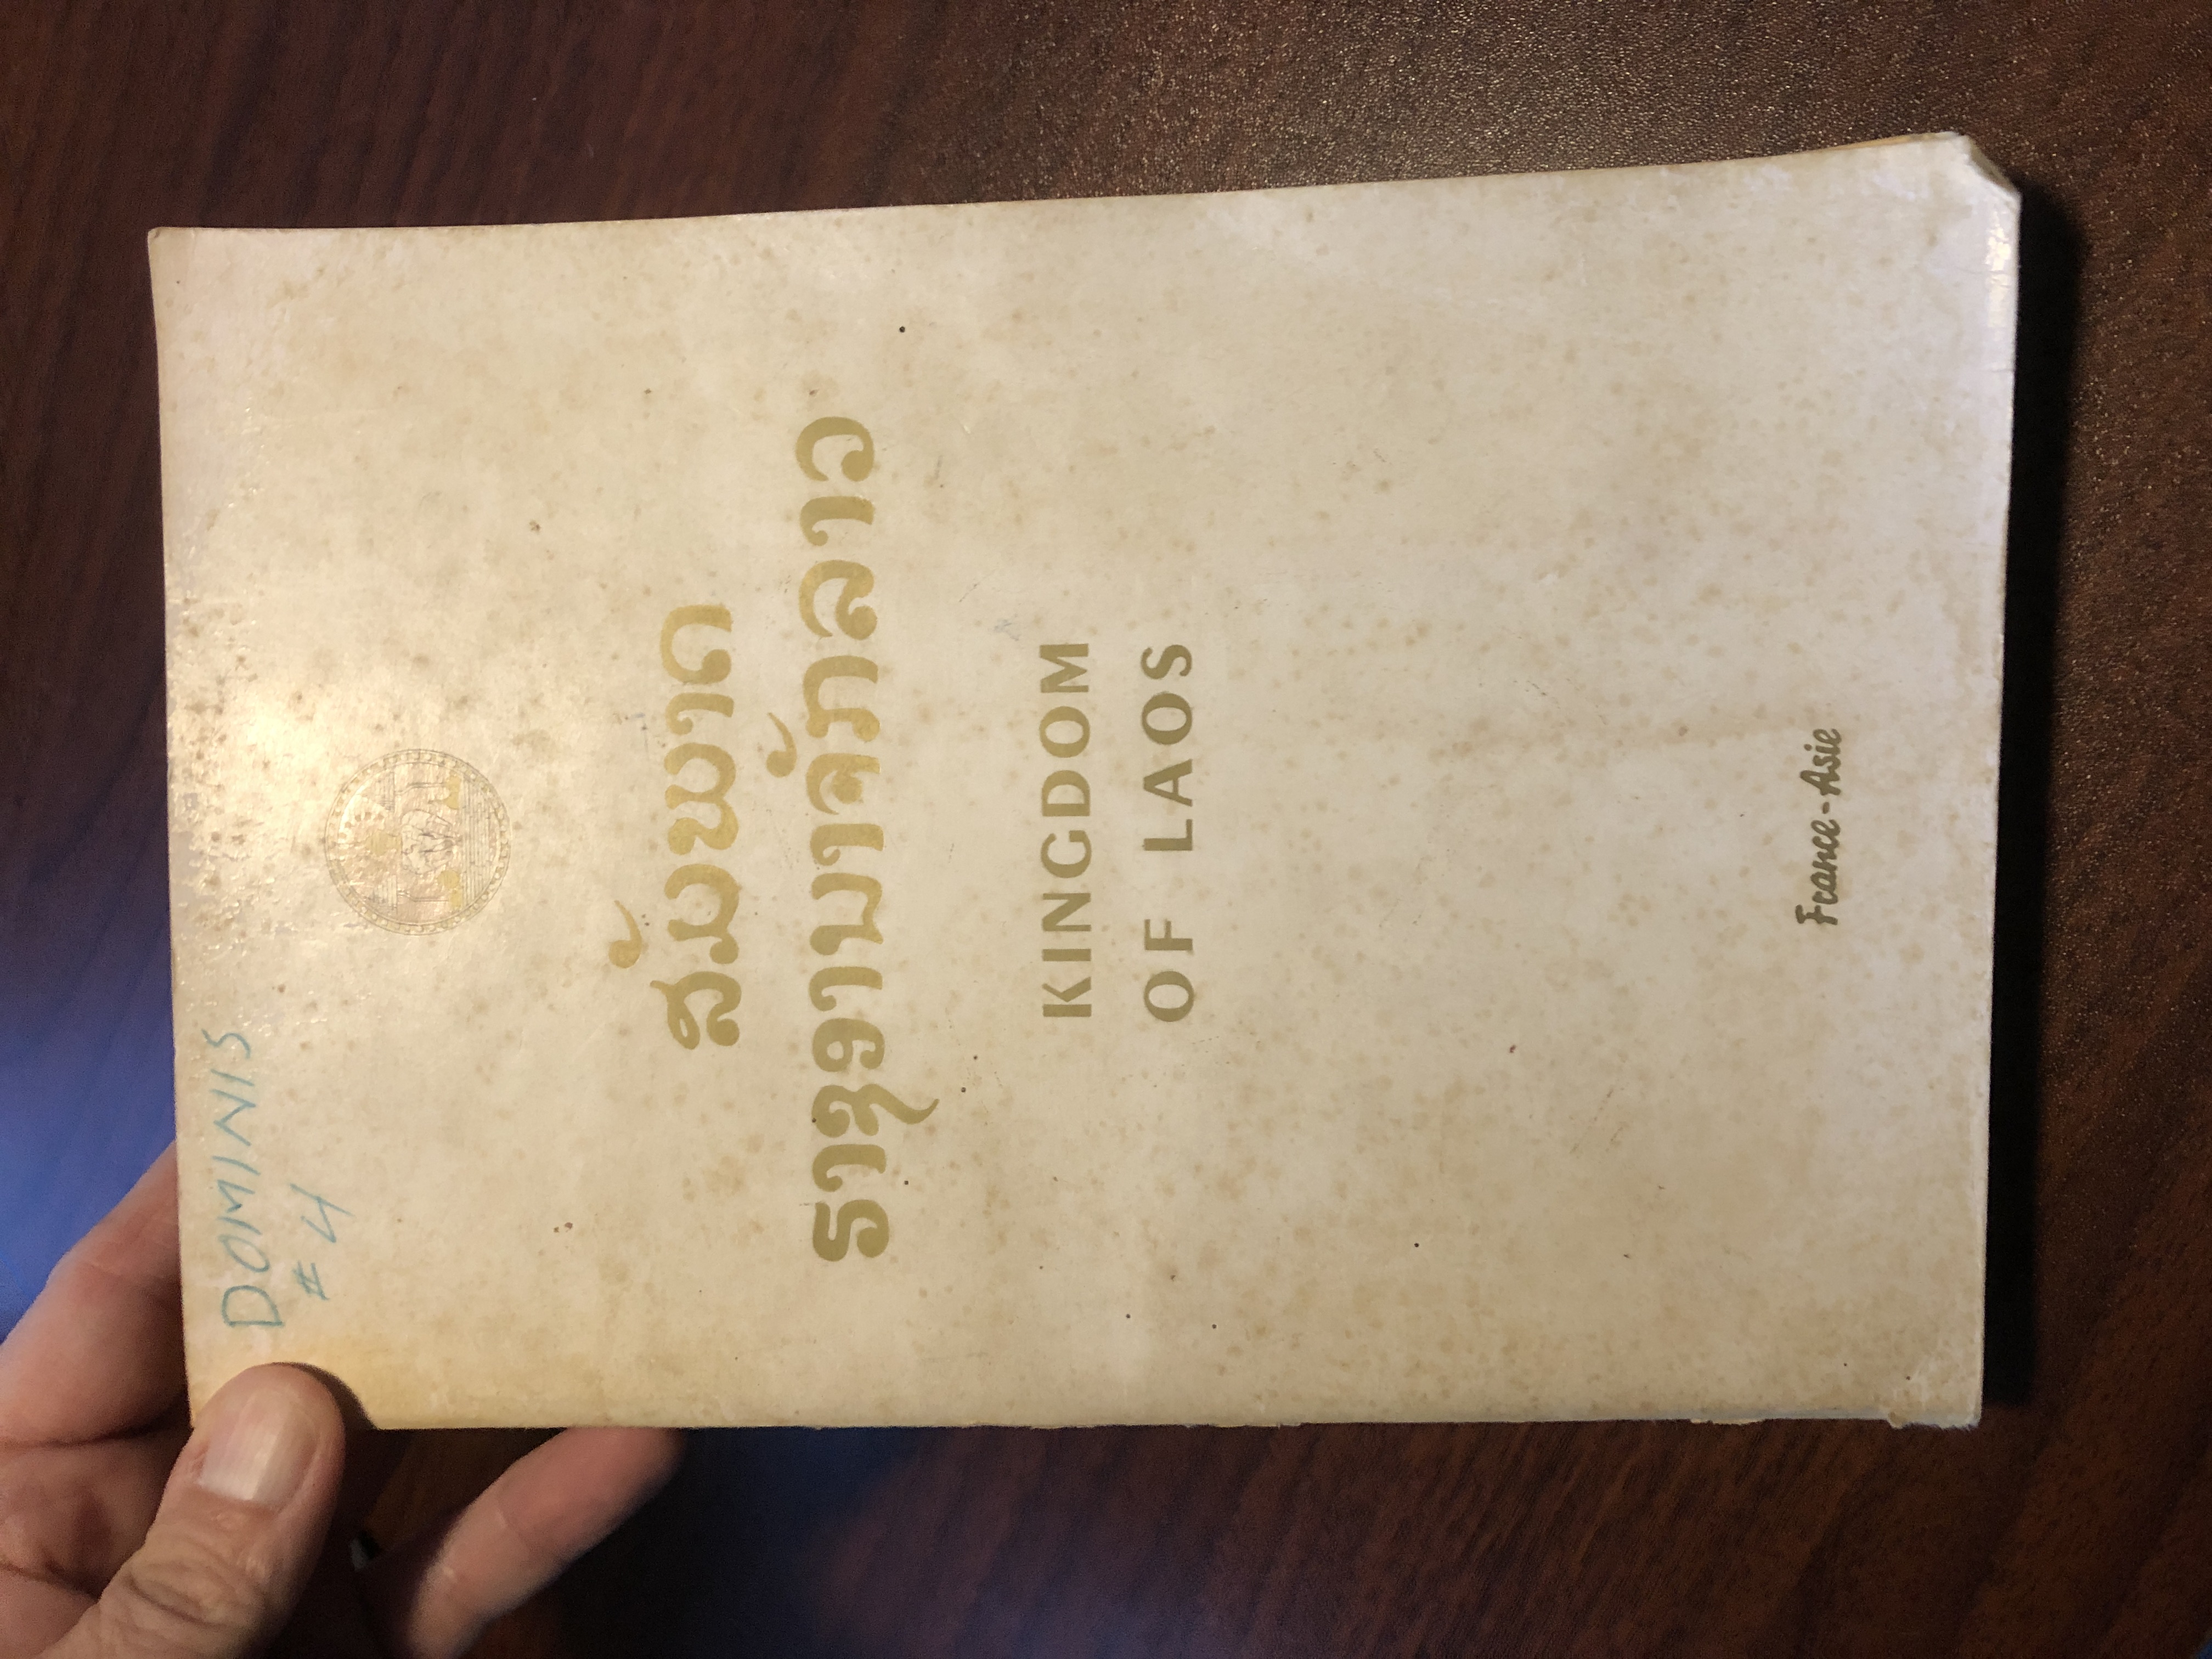 DOMINIS
# 4
ສັມພາດ
ຣາຊອານາຈັກລາວ
KINGDOM
OF LAOS
France-Asie